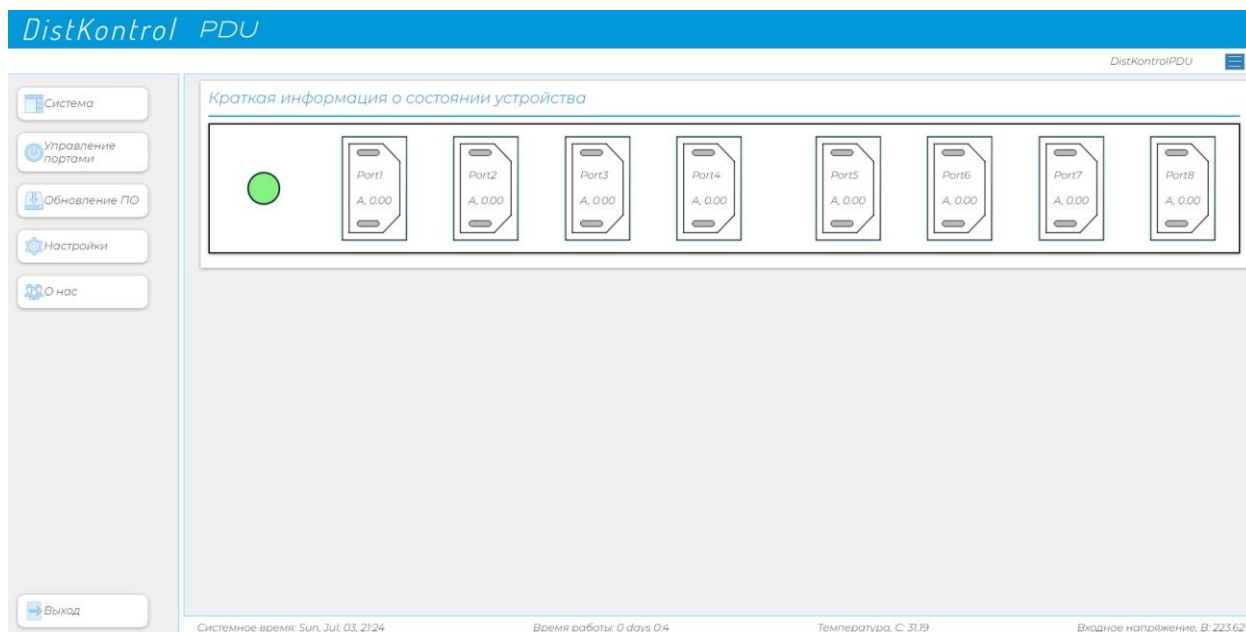 DistKontrol PDU
DistKontrolPDU
Система
Управление
портами
Обновление ПО
Настройки
О нас
Выход
Краткая информация о состоянии устройства
Port1 Port2 Port3 Port4 Port5 Port6 Port7 Port8
A, 0.00 A, 0.00 A, 0.00 A, 0.00 A, 0.00 A, 0.00 A, 0.00 A, 0.00
Системное время: Sun, Jul, 03, 21:24 Время работы: 0 days 0:4 Температура, C: 31.19 Входное напряжение, В: 223.62